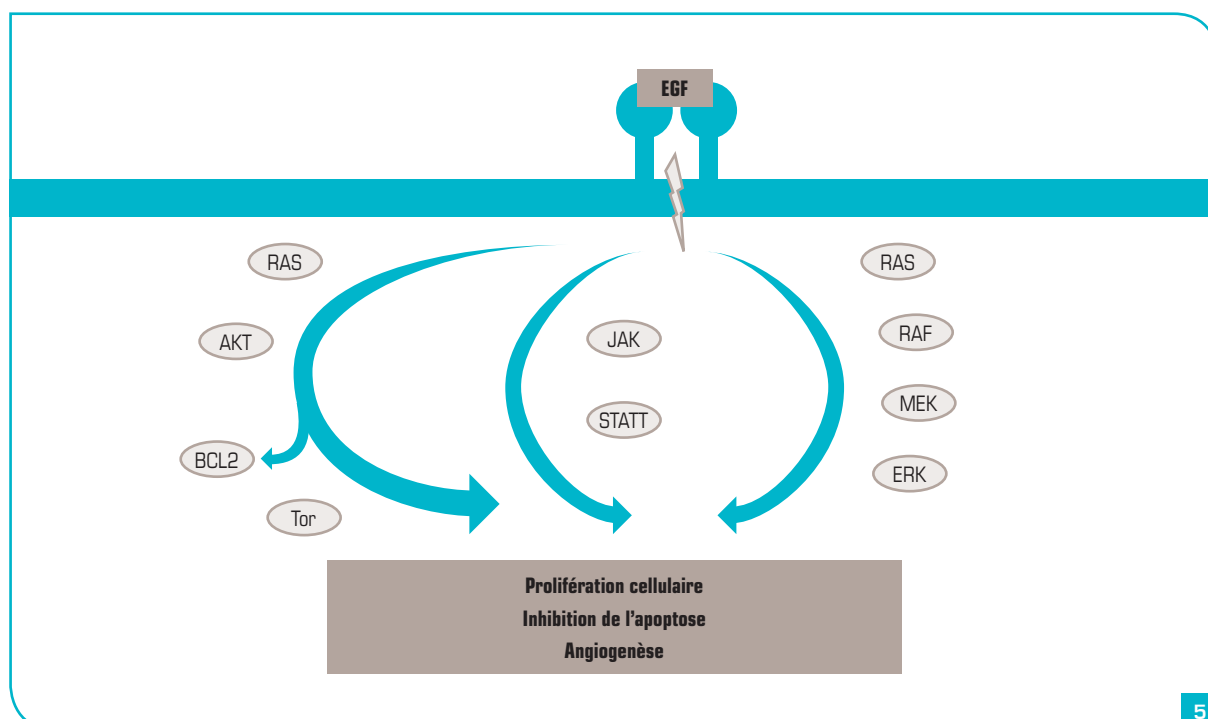 EGF
RAS
AKT
BCL2
Tor
JAK
STATT
RAS
RAF
MEK
ERK
Prolifération cellulaire
Inhibition de l'apoptose
Angiogenèse
5